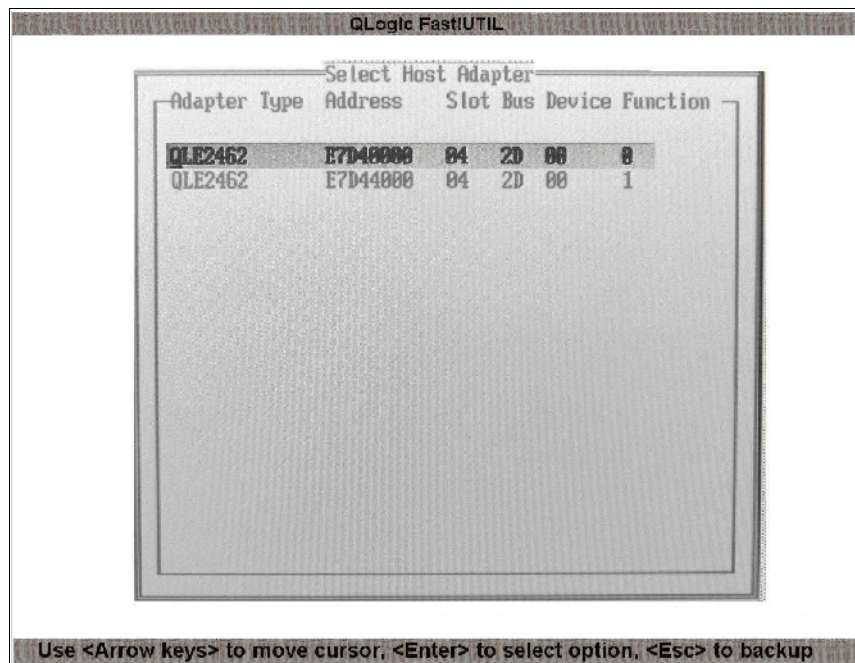 QLogic Fast!UTIL
Select Host Adapter
Adapter Type Address Slot Bus Device Function
QLE2462 E7D40000 04 2D 00 0
QLE2462 E7D44000 04 2D 00 1
Use <Arrow keys> to move cursor, <Enter> to select option, <Esc> to backup